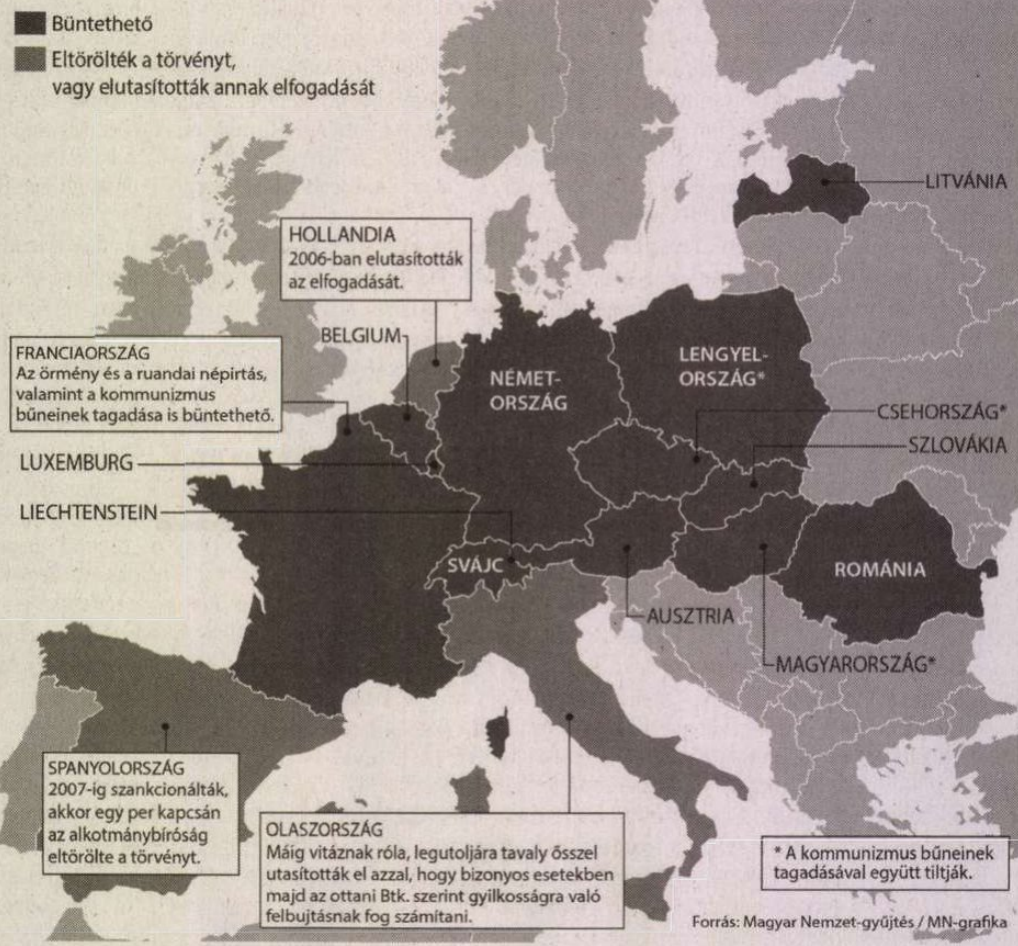 Büntethető
Eltörölték a törvényt,
vagy elutasították annak elfogadását
LITVÁNIA
HOLLANDIA
2006-ban elutasították
az elfogadását.
BELGIUM
FRANCIAORSZÁG
Az örmény és a ruandai népirtás,
valamint a kommunizmus
bűneinek tagadása is büntethető.
NÉMET-
ORSZÁG
LENGYEL-
ORSZÁG*
CSEHORSZÁG*
SZLOVÁKIA
LUXEMBURG
LIECHTENSTEIN
SVÁJC
ROMÁNIA
AUSZTRIA
MAGYARORSZÁG*
SPANYOLORSZÁG
2007-ig szankcionálták,
akkor egy per kapcsán
az alkotmánybíróság
eltörölte a törvényt.
OLASZORSZÁG
Máig vitáznak róla, legutoljára tavaly ősszel
utasították el azzal, hogy bizonyos esetekben
majd az ottani Btk. szerint gyilkosságra való
felbujtásnak fog számítani.
* A kommunizmus bűneinek
tagadásával együtt tiltják.
Forrás: Magyar Nemzet-gyűjtés / MN-grafika